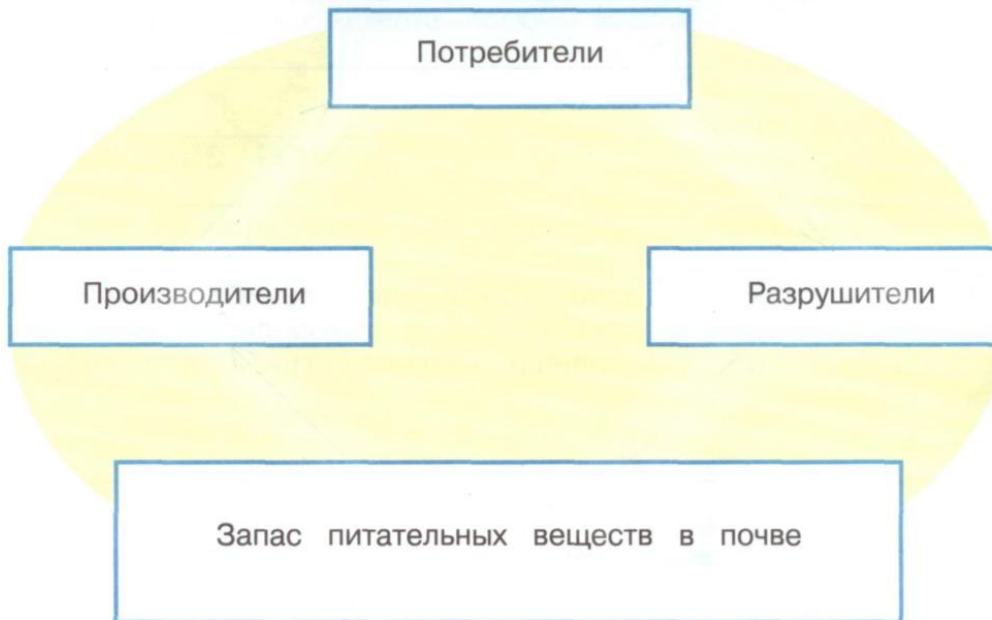 Потребители
Производители
Разрушители
Запас питательных веществ в почве